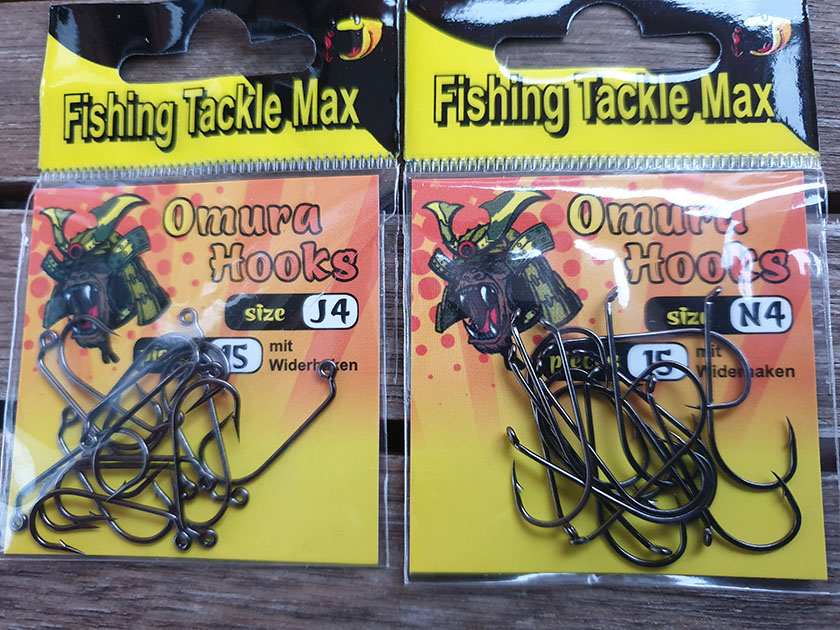 Fishing Tackle Max
Omura
Hooks
size J4
15 mit
Widerhaken
Fishing Tackle Max
Omura
Hooks
size N4
pieces 15 mit
Widerhaken